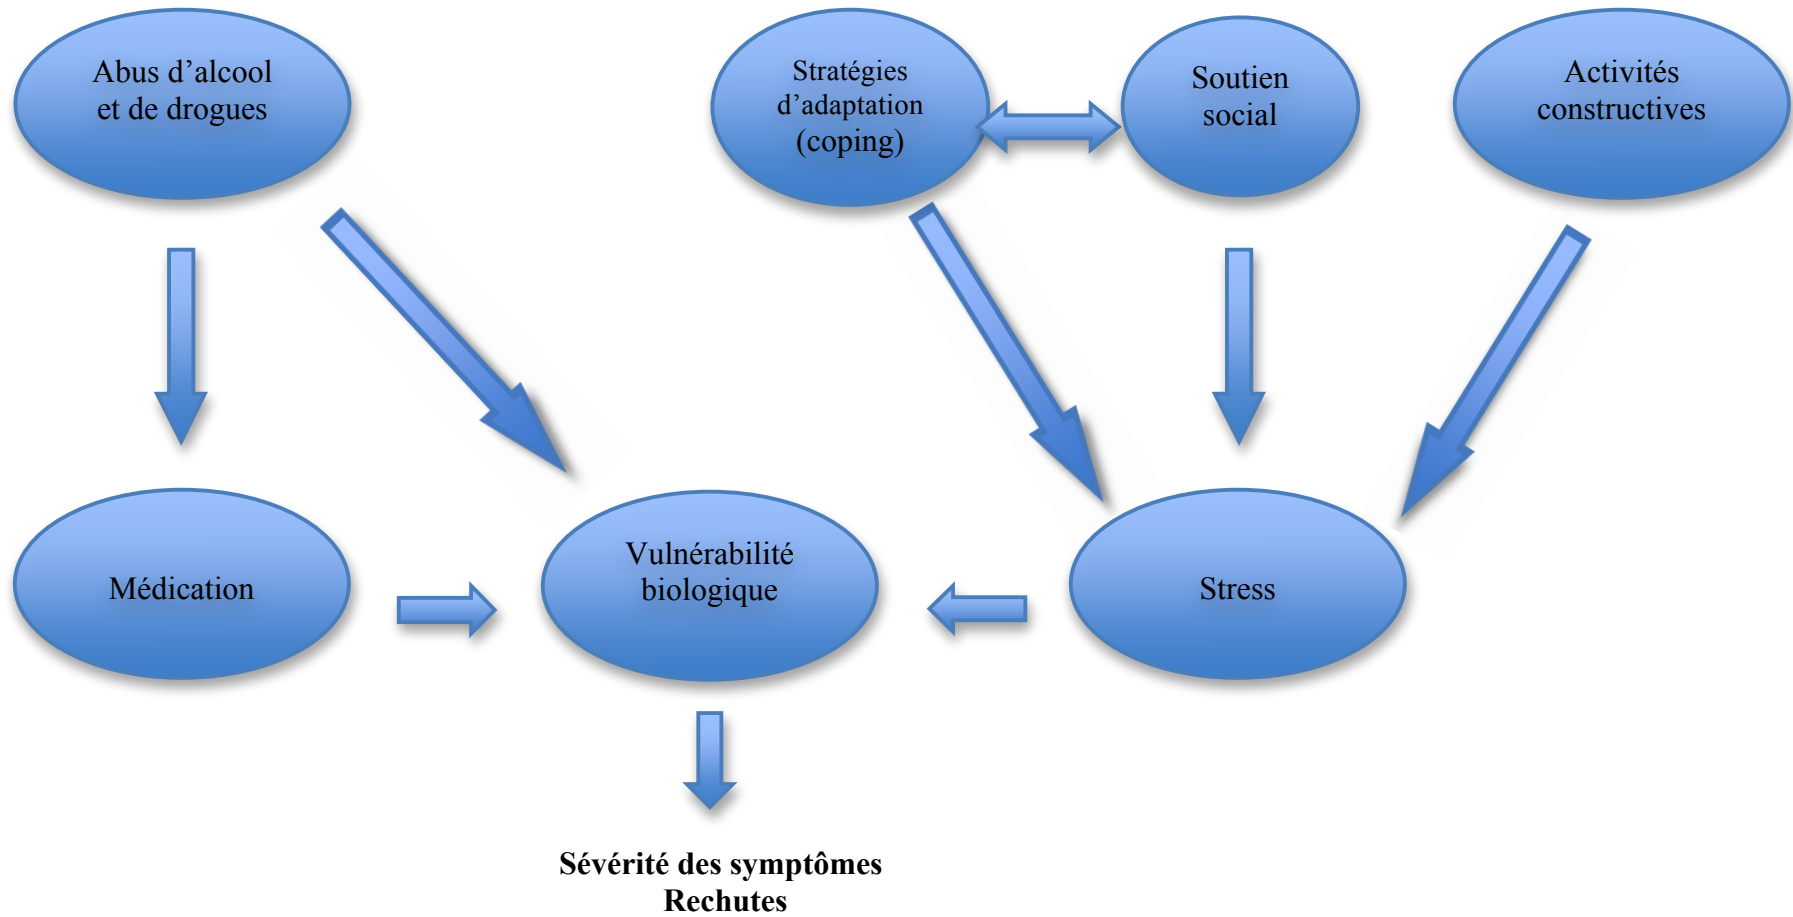 Abus d’alcool
et de drogues
Stratégies
d’adaptation
(coping)
Soutien
social
Activités
constructives
Médication
Vulnérabilité
biologique
Stress
Sévérité des symptômes
Rechutes